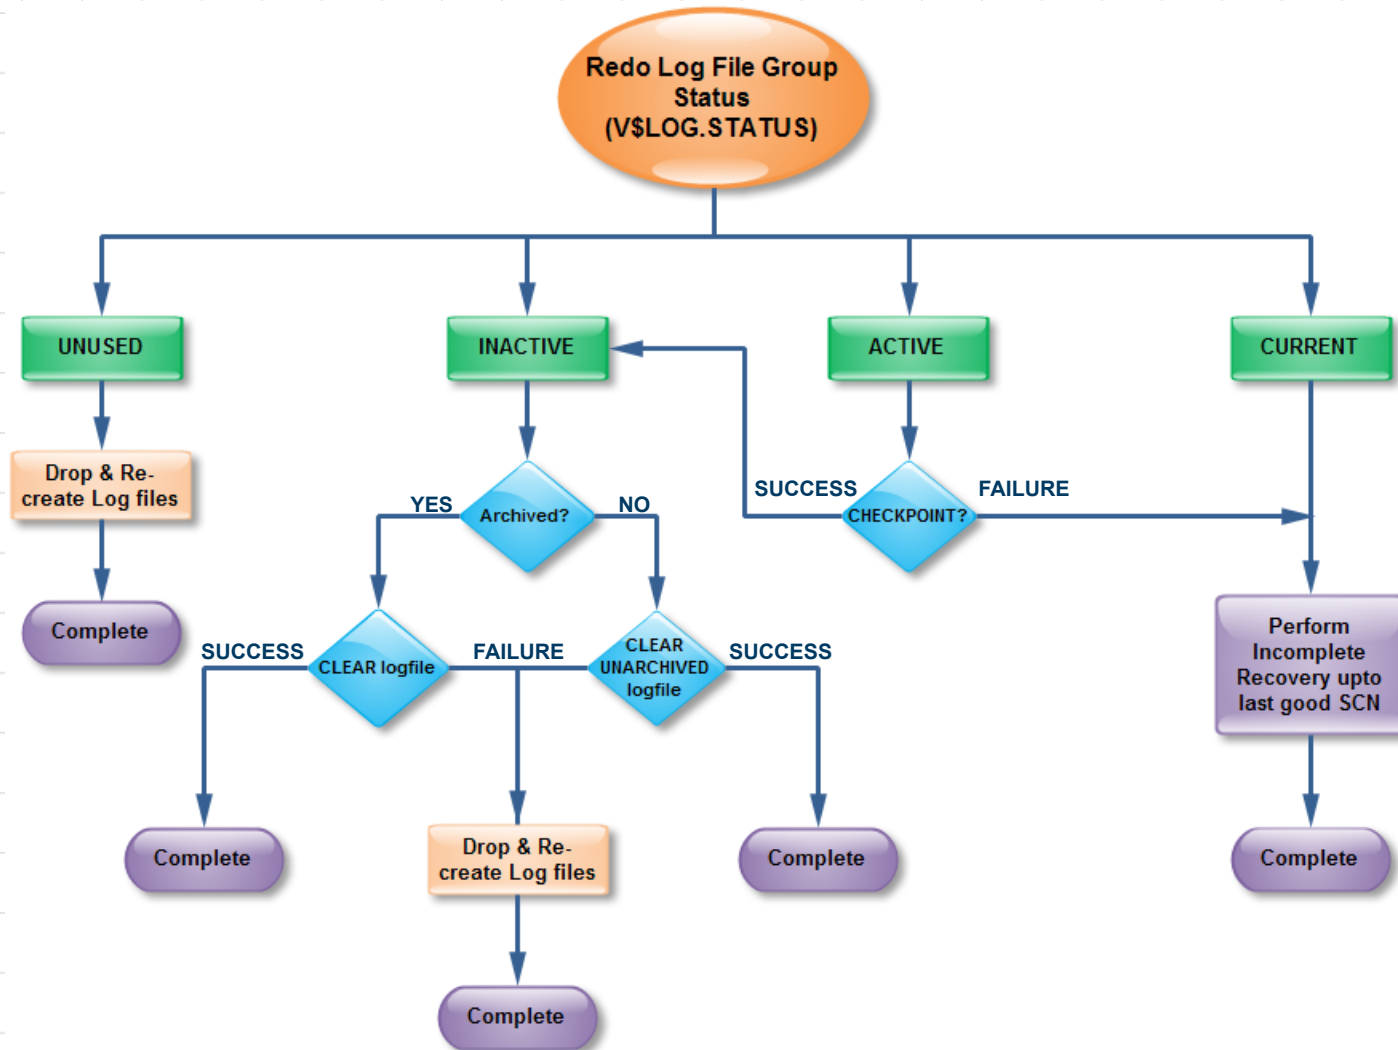 Redo Log File Group
Status
(V$LOG.STATUS)
UNUSED
INACTIVE
ACTIVE
CURRENT
Drop & Re-
create Log files
YES
Archived?
NO
SUCCESS
CHECKPOINT?
FAILURE
Complete
SUCCESS
CLEAR logfile
FAILURE
CLEAR
UNARCHIVED
logfile
SUCCESS
Perform
Incomplete
Recovery upto
last good SCN
Complete
Drop & Re-
create Log files
Complete
Complete
Complete